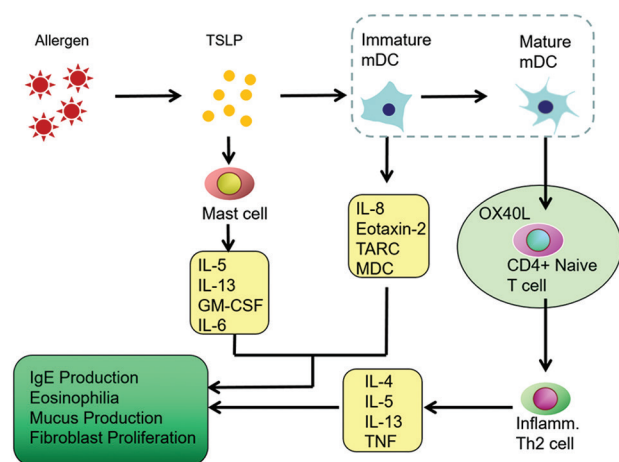 Allergen
TSLP
Immature
mDC
Mature
mDC
Mast cell
IL-8
Eotaxin-2
TARC
MDC
OX40L
CD4+ Naive
T cell
IL-5
IL-13
GM-CSF
IL-6
IgE Production
Eosinophilia
Mucus Production
Fibroblast Proliferation
IL-4
IL-5
IL-13
TNF
Inflamm.
Th2 cell